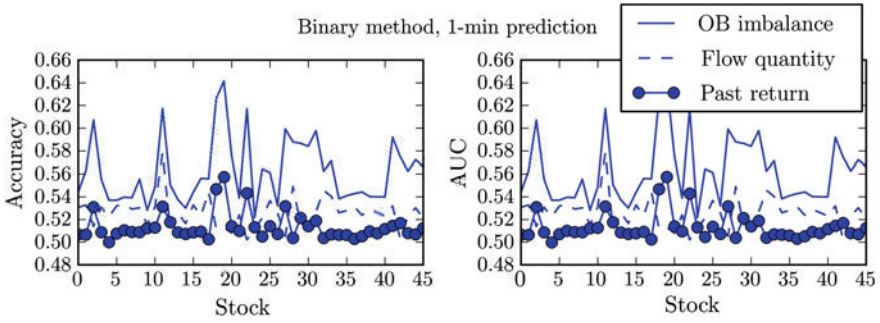 Binary method, 1-min prediction
OB imbalance
Flow quantity
Past return
Accuracy
0.66
0.64
0.62
0.60
0.58
0.56
0.54
0.52
0.50
0.48
0 5 10 15 20 25 30 35 40 45
Stock
AUC
0.66
0.64
0.62
0.60
0.58
0.56
0.54
0.52
0.50
0.48
0 5 10 15 20 25 30 35 40 45
Stock